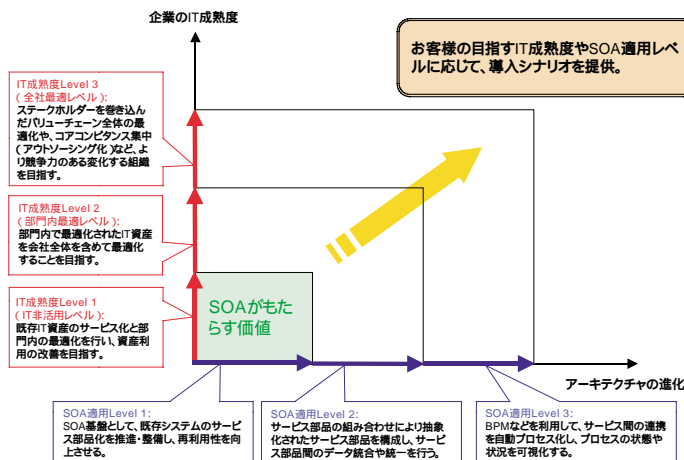 企業のIT成熟度
お客様の目指すIT成熟度やSOA適用レベ
ルに応じて、導入シナリオを提供。
IT成熟度Level 3
(全社最適レベル):
ステークホルダーを巻き込ん
だバリューチェーン全体の最
適化や、コアコンピタンス集中
(アウトソーシング化)など、よ
り競争力のある変化する組織
を目指す。
IT成熟度Level 2
(部門内最適レベル):
部門内で最適化されたIT資産
を会社全体を含めて最適化
することを目指す。
IT成熟度Level 1
(IT非活用レベル):
既存IT資産のサービス化と部
門内の最適化を行い、資産利
用の改善を目指す。
SOAがもた
らす価値
アーキテクチャの進化
SOA適用Level 1:
SOA基盤として、既存システムのサービ
ス部品化を推進・整備し、再利用性を向
上させる。
SOA適用Level 2:
サービス部品の組み合わせにより抽象
化されたサービス部品を構成し、サービ
ス部品間のデータ統合や統一を行う。
SOA適用Level 3:
BPMなどを利用して、サービス間の連携
を自動プロセス化し、プロセスの状態や
状況を可視化する。